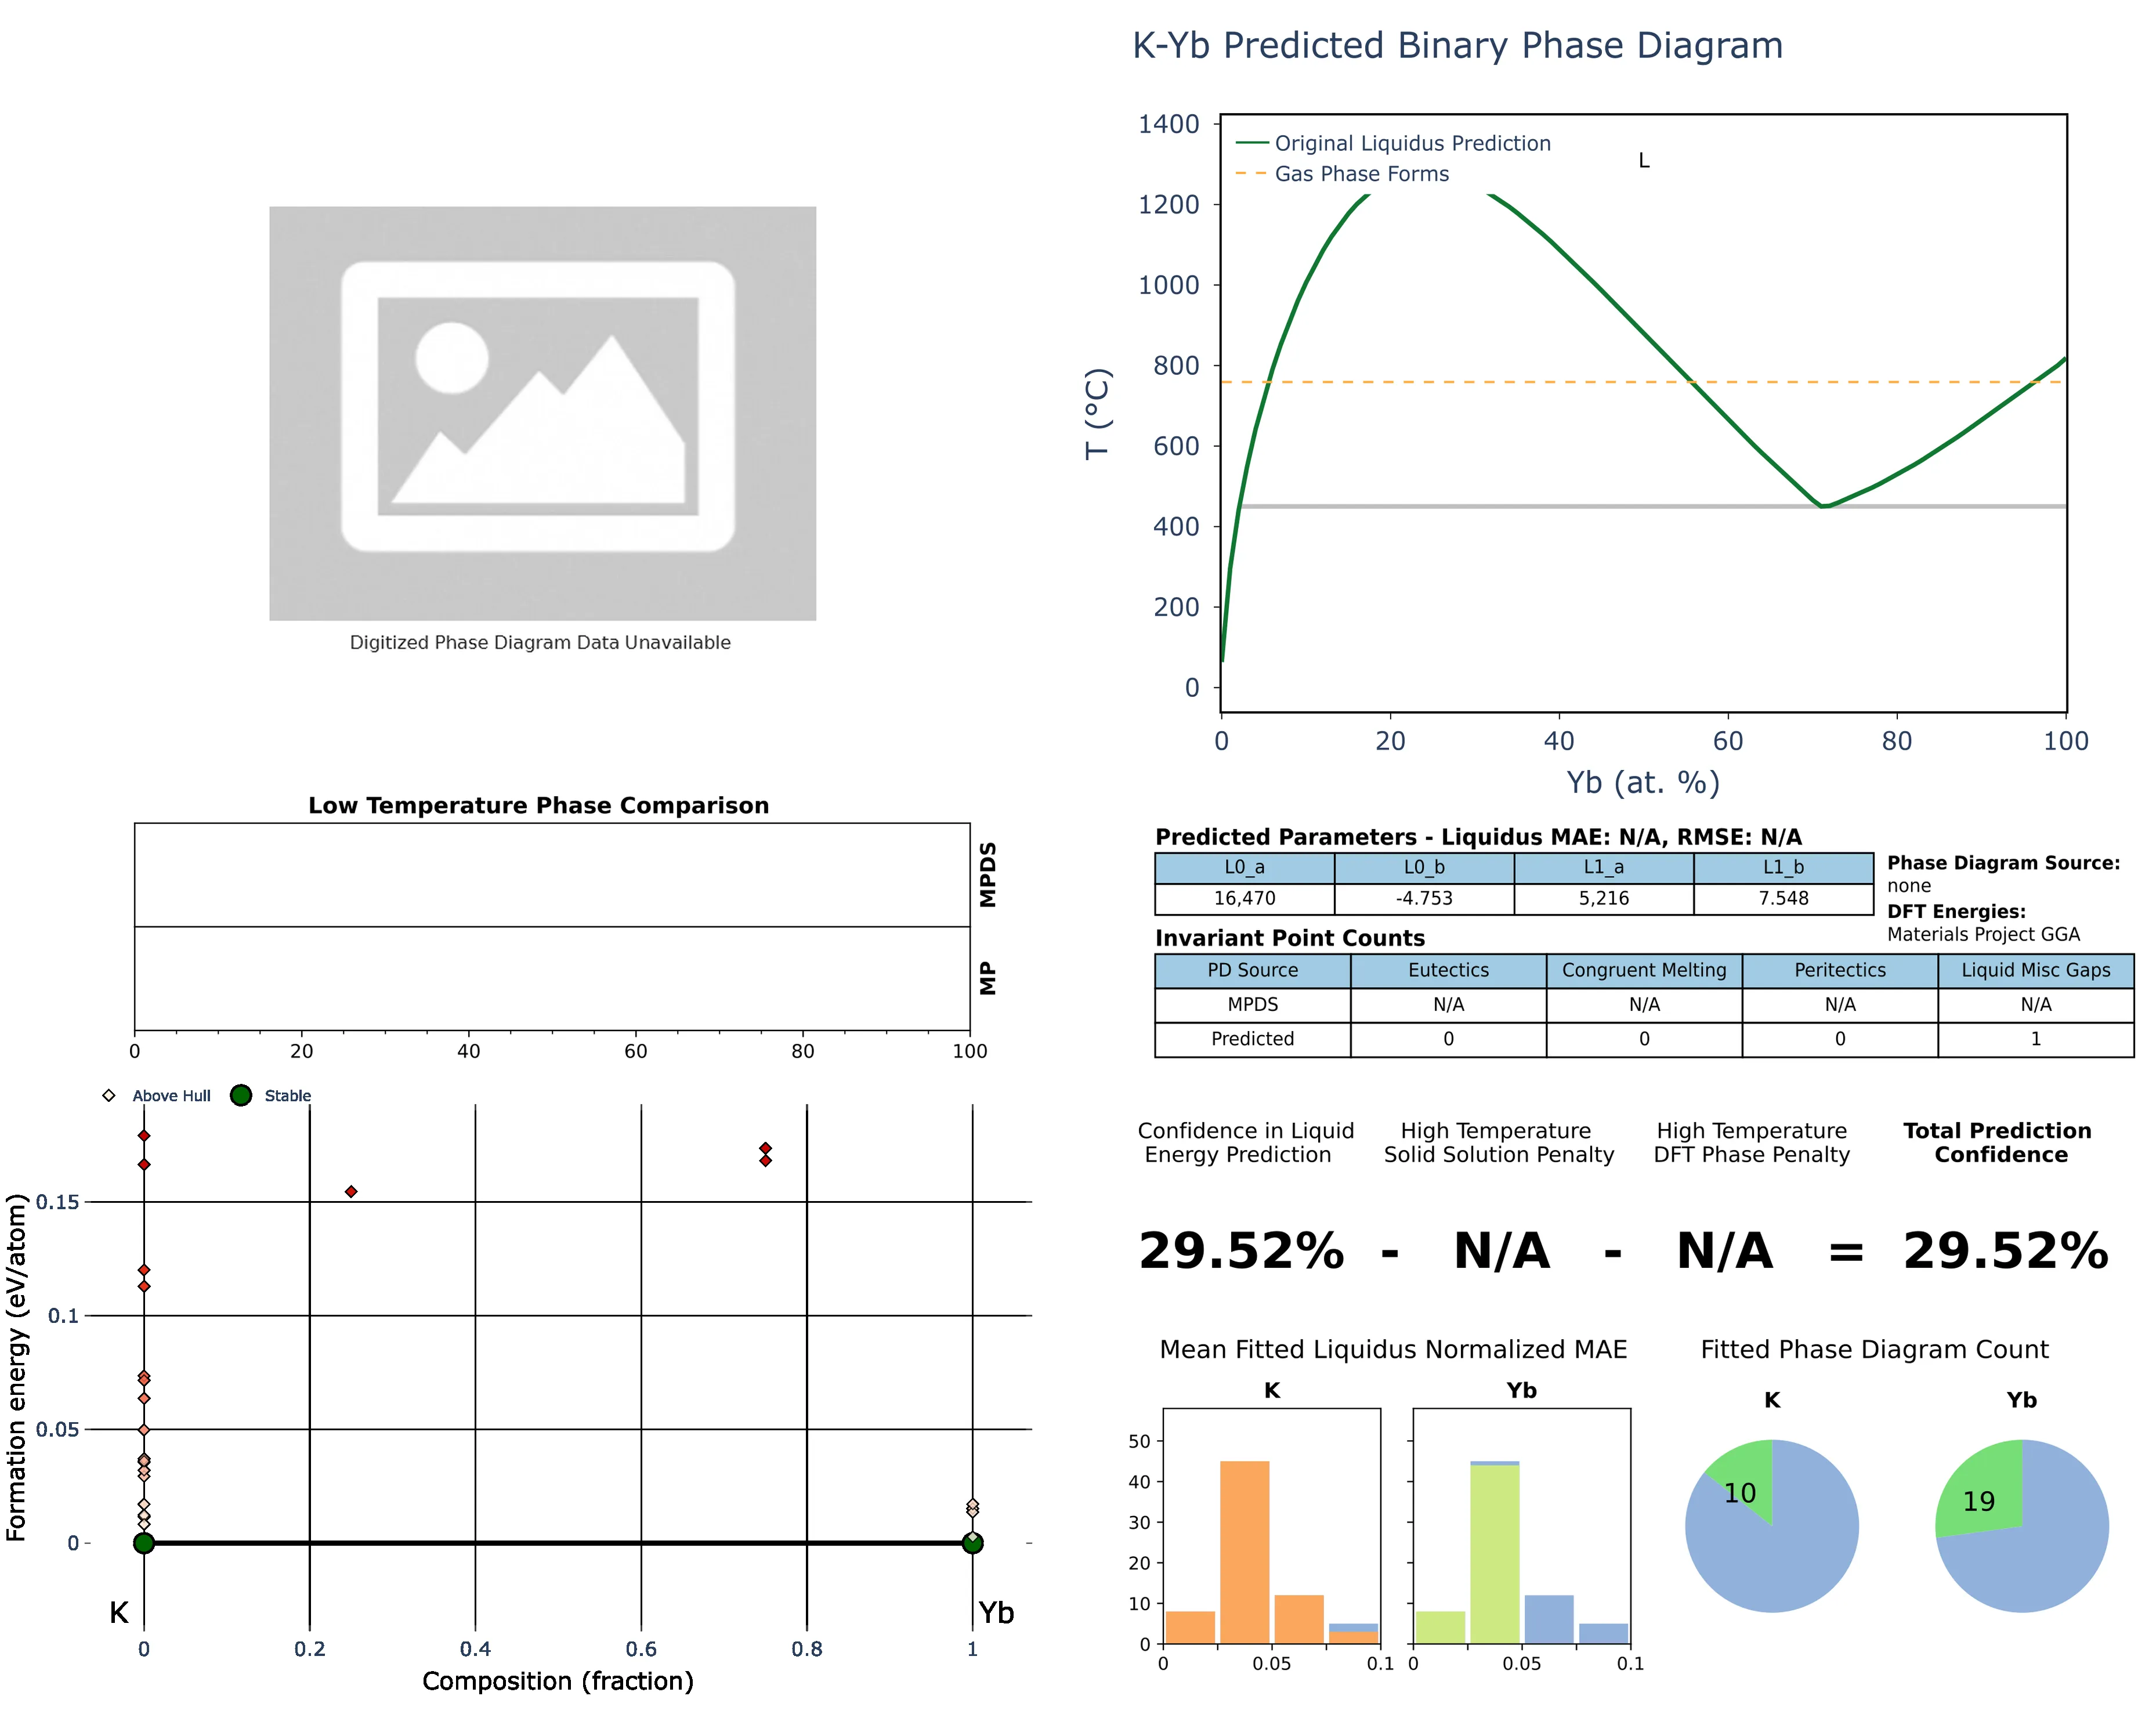 K-Yb Predicted Binary Phase Diagram
1400
1200
1000
800
600
400
200
0
T (°C)
Original Liquidus Prediction
Gas Phase Forms
L
0 20 40 60 80 100
Yb (at. %)
Digitized Phase Diagram Data Unavailable
Low Temperature Phase Comparison
MPDS
MP
0 20 40 60 80 100
Predicted Parameters - Liquidus MAE: N/A, RMSE: N/A
L0_a L0_b L1_a L1_b
16,470 -4.753 5,216 7.548
Phase Diagram Source:
none
DFT Energies:
Materials Project GGA
Invariant Point Counts
PD Source Eutectics Congruent Melting Peritectics Liquid Misc Gaps
MPDS N/A N/A N/A N/A
Predicted 0 0 0 1
Above Hull Stable
0.15
0.1
0.05
0
Formation energy (eV/atom)
K Yb
0 0.2 0.4 0.6 0.8 1
Composition (fraction)
Confidence in Liquid
Energy Prediction
High Temperature
Solid Solution Penalty
High Temperature
DFT Phase Penalty
Total Prediction
Confidence
29.52% - N/A - N/A = 29.52%
Mean Fitted Liquidus Normalized MAE
K
50
40
30
20
10
0
0 0.05 0.1
Yb
0 0.05 0.1
Fitted Phase Diagram Count
K
10
Yb
19